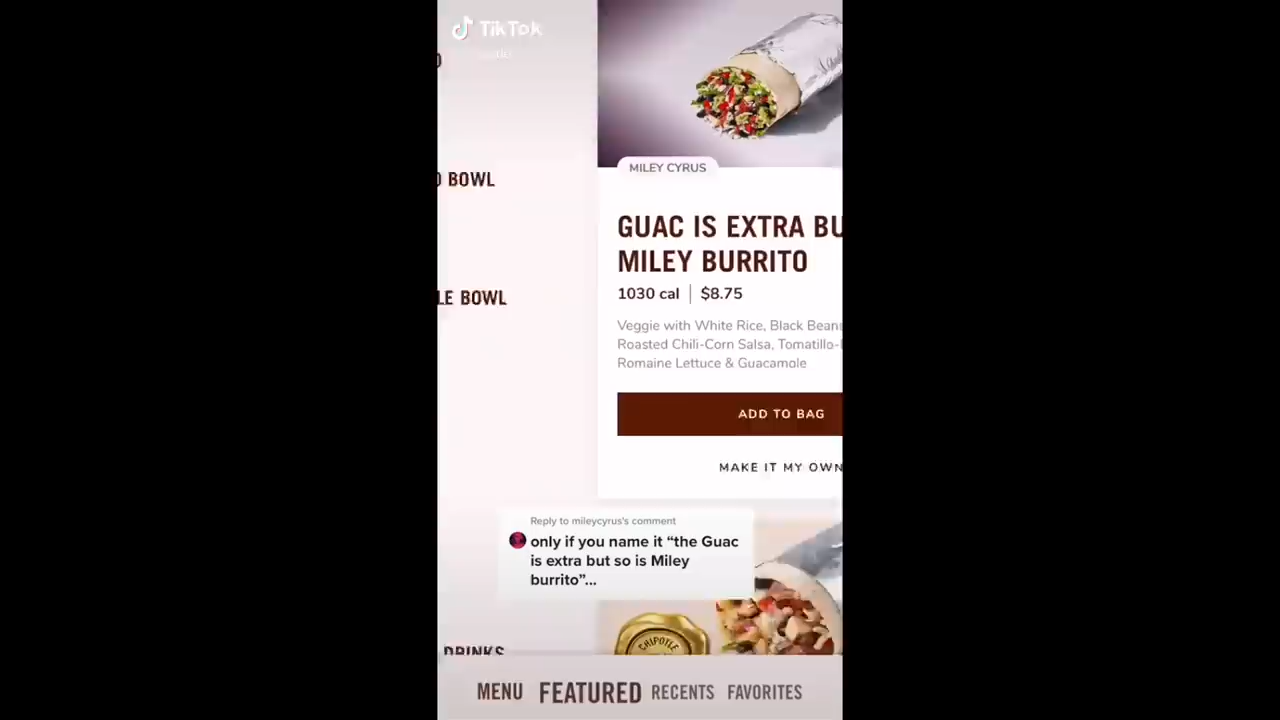 TikTok
O
O BOWL
LE BOWL
MILEY CYRUS
GUAC IS EXTRA BU
MILEY BURRITO
1030 cal | $8.75
Veggie with White Rice, Black Beans
Roasted Chili-Corn Salsa, Tomatillo-
Romaine Lettuce & Guacamole
ADD TO BAG
MAKE IT MY OWN
Reply to mileycyrus's comment
only if you name it “the Guac
is extra but so is Miley
burrito”...
CHIPOTLE
DRINKS
MENU FEATURED RECENTS FAVORITES